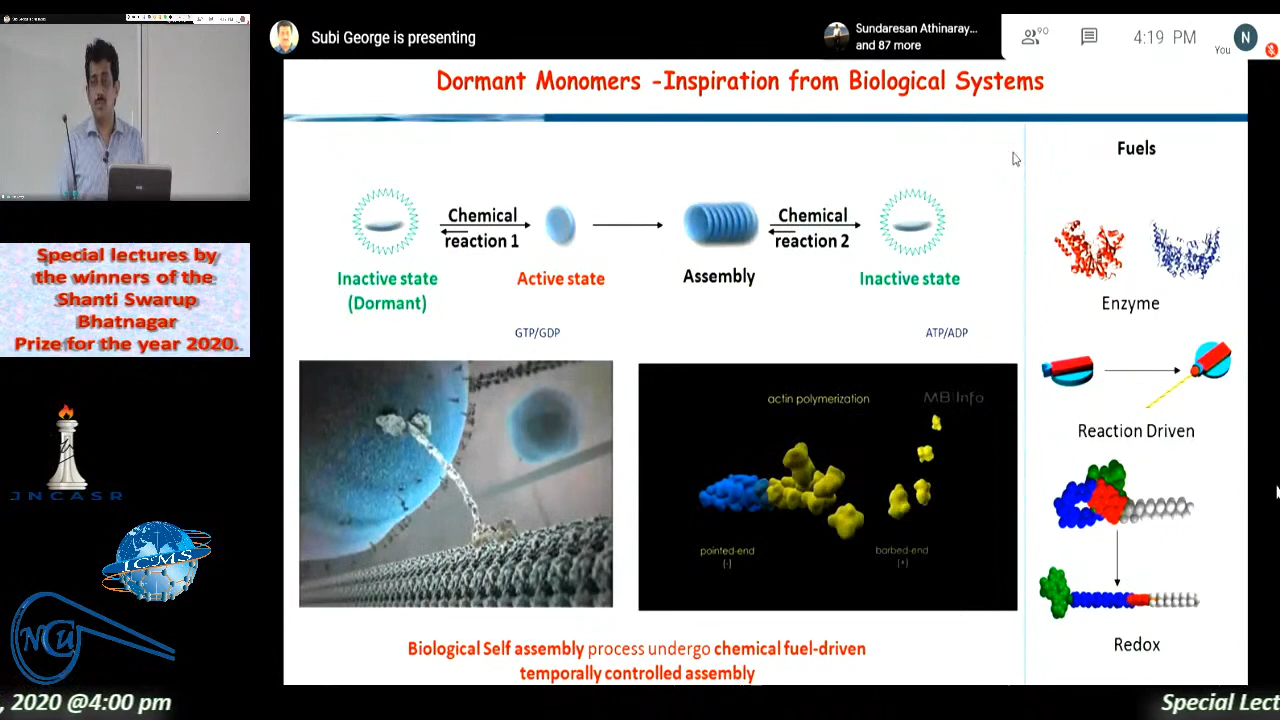 Subi George is presenting
Sundaresan Athinaray...
and 87 more
90
4:19 PM
You
N
Dormant Monomers -Inspiration from Biological Systems
Fuels
Chemical
reaction 1
Chemical
reaction 2
Inactive state
(Dormant)
Active state
Assembly
Inactive state
Enzyme
GTP/GDP
ATP/ADP
actin polymerization
MB Info
pointed-end
(-)
barbed-end
(+)
Reaction Driven
Redox
Biological Self assembly process undergo chemical fuel-driven
temporally controlled assembly
Special lectures by
the winners of the
Shanti Swarup
Bhatnagar
Prize for the year 2020.
JNCASR
ICMS
NCU
, 2020 @4:00 pm
Special Lect